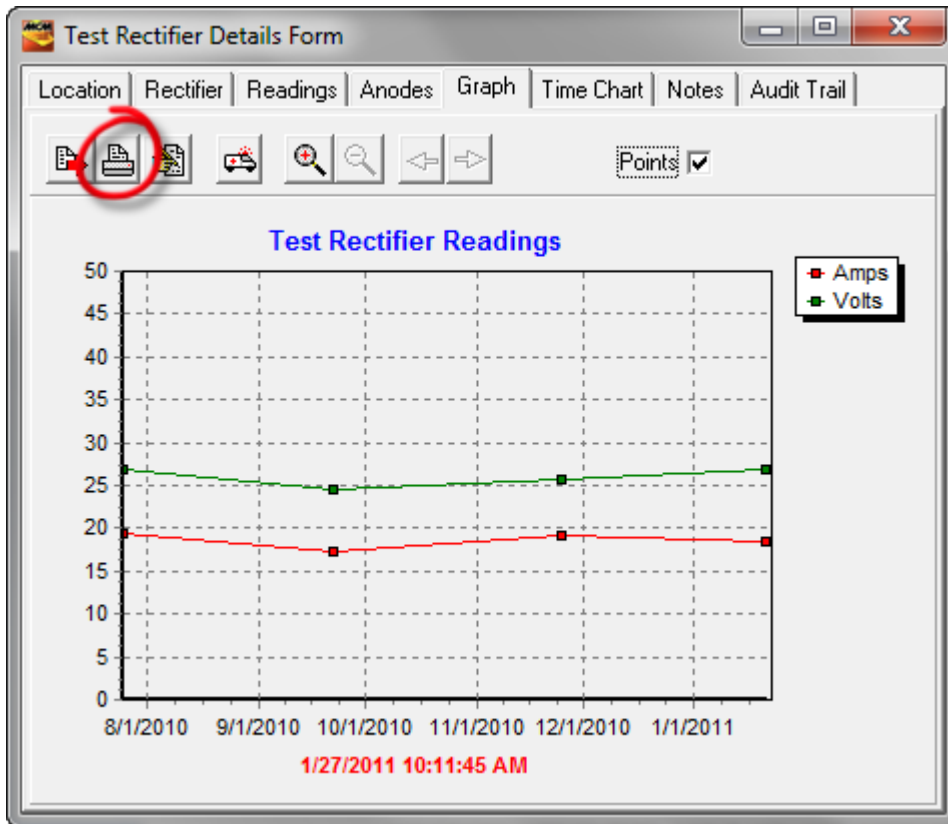 MCM
Test Rectifier Details Form
Location Rectifier Readings Anodes Graph Time Chart Notes Audit Trail
Points
Test Rectifier Readings
Amps
Volts
50
45
40
35
30
25
20
15
10
5
0
8/1/2010 9/1/2010 10/1/2010 11/1/2010 12/1/2010 1/1/2011
1/27/2011 10:11:45 AM